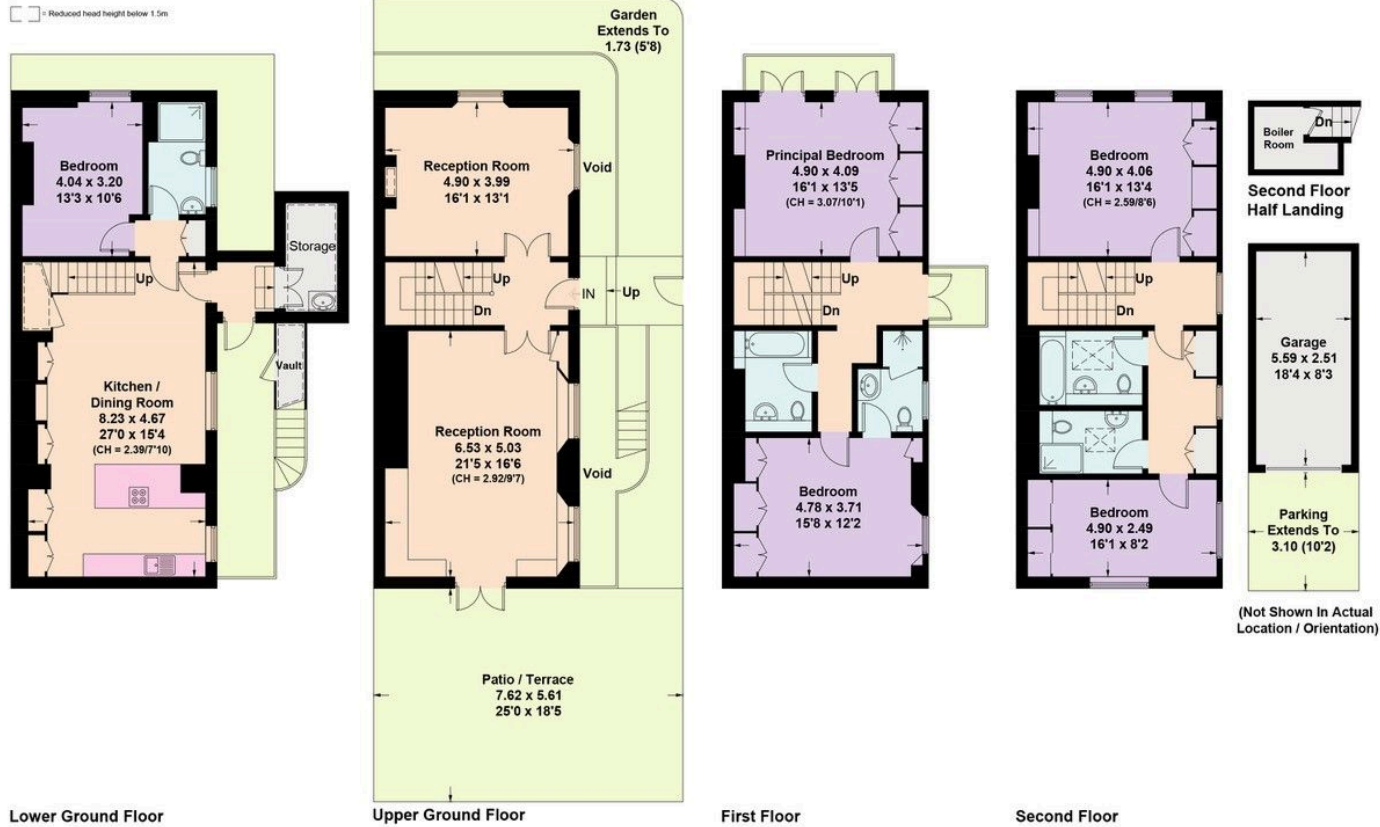 = Reduced head height below 1.5m
Bedroom
4.04 x 3.20
13'3 x 10'6
Up
Storage
Vault
Kitchen /
Dining Room
8.23 x 4.67
27'0 x 15'4
(CH = 2.39/7'10)
Lower Ground Floor
Garden
Extends To
1.73 (5'8)
Reception Room
4.90 x 3.99
16'1 x 13'1
Void
Up
Dn
IN
Up
Reception Room
6.53 x 5.03
21'5 x 16'6
(CH = 2.92/9'7)
Void
Patio / Terrace
7.62 x 5.61
25'0 x 18'5
Upper Ground Floor
Principal Bedroom
4.90 x 4.09
16'1 x 13'5
(CH = 3.07/10'1)
Up
Dn
Bedroom
4.78 x 3.71
15'8 x 12'2
First Floor
Bedroom
4.90 x 4.06
16'1 x 13'4
(CH = 2.59/8'6)
Up
Dn
Bedroom
4.90 x 2.49
16'1 x 8'2
Second Floor
Boiler
Room
Dn
Second Floor
Half Landing
Garage
5.59 x 2.51
18'4 x 8'3
Parking
Extends To
3.10 (10'2)
(Not Shown In Actual
Location / Orientation)